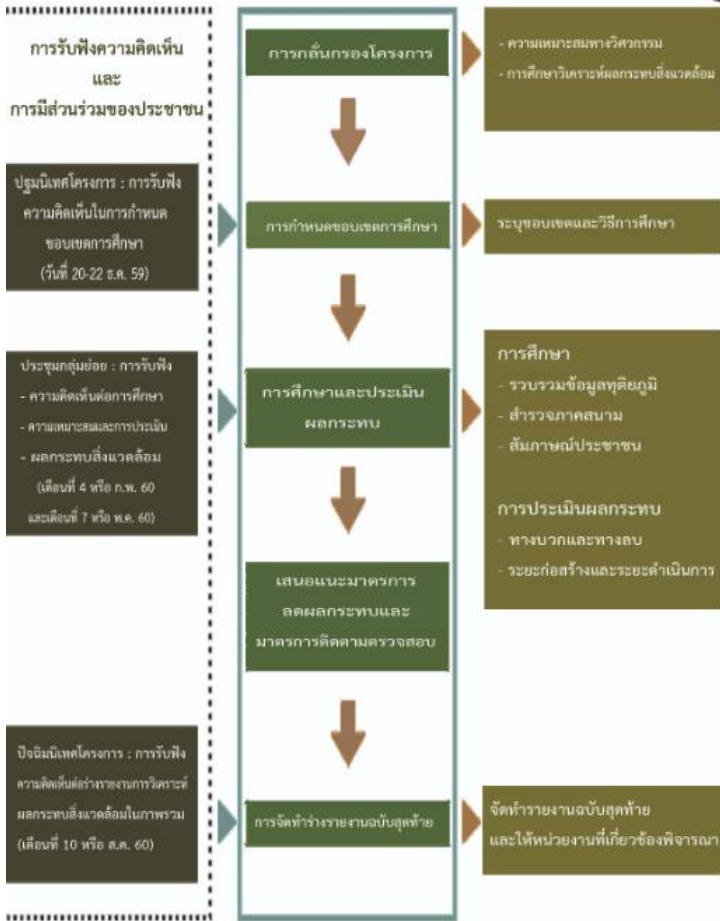 การรับฟังความคิดเห็น
และ
การมีส่วนร่วมของประชาชน
ปฐมนิเทศโครงการ : การรับฟัง
ความคิดเห็นในการกำหนด
ขอบเขตการศึกษา
(วันที่ 20-22 ธ.ค. 59)
ประชุมกลุ่มย่อย : การรับฟัง
- ความคิดเห็นต่อการศึกษา
- ความเหมาะสมและการประเมิน
- ผลกระทบสิ่งแวดล้อม
(เดือนที่ 4 หรือ ก.พ. 60
และเดือนที่ 7 หรือ พ.ค. 60)
ปัจฉิมนิเทศโครงการ : การรับฟัง
ความคิดเห็นต่อร่างรายงานการวิเคราะห์
ผลกระทบสิ่งแวดล้อมในภาพรวม
(เดือนที่ 10 หรือ ส.ค. 60)
การกลั่นกรองโครงการ
การกำหนดขอบเขตการศึกษา
การศึกษาและประเมิน
ผลกระทบ
เสนอแนะมาตรการ
ลดผลกระทบและ
มาตรการติดตามตรวจสอบ
การจัดทำร่างรายงานฉบับสุดท้าย
- ความเหมาะสมทางวิศวกรรม
- การศึกษาวิเคราะห์ผลกระทบสิ่งแวดล้อม
ระบุขอบเขตและวิธีการศึกษา
การศึกษา
- รวบรวมข้อมูลทุติยภูมิ
- สำรวจภาคสนาม
- สัมภาษณ์ประชาชน
การประเมินผลกระทบ
- ทางบวกและทางลบ
- ระยะก่อสร้างและระยะดำเนินการ
จัดทำรายงานฉบับสุดท้าย
และให้หน่วยงานที่เกี่ยวข้องพิจารณา